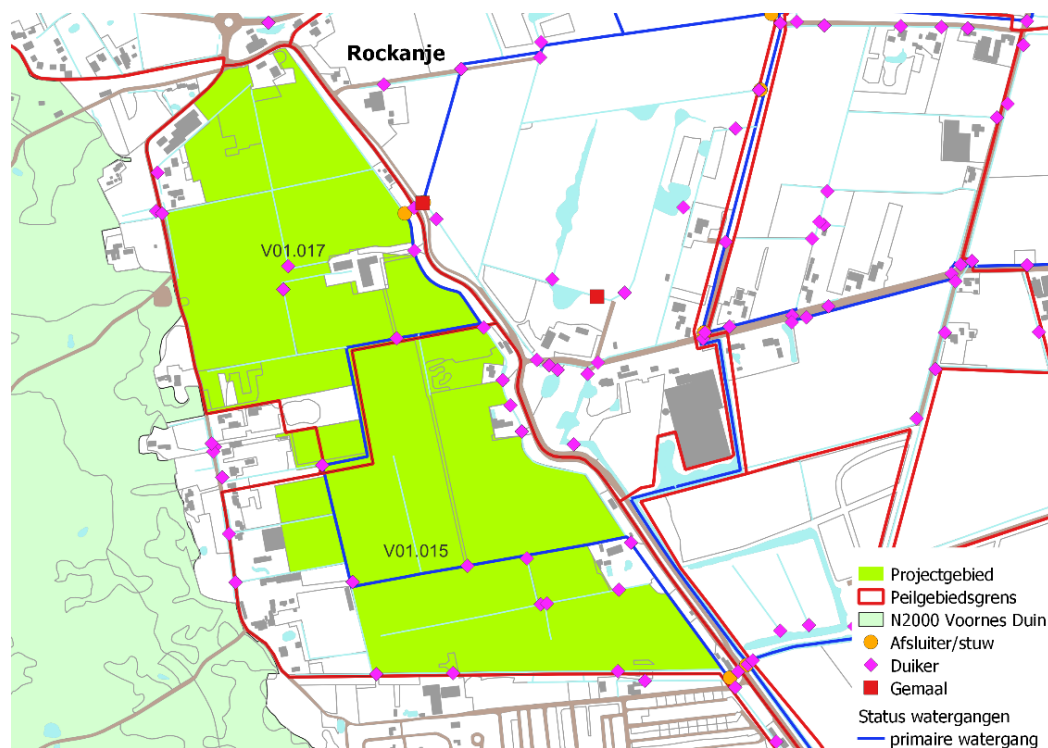 Rockanje
V01.017
V01.015
Projectgebied
Peilgebiedsgrens
N2000 Voornes Duin
Afsluiter/stuw
Duiker
Gemaal
Status watergangen
primaire watergang